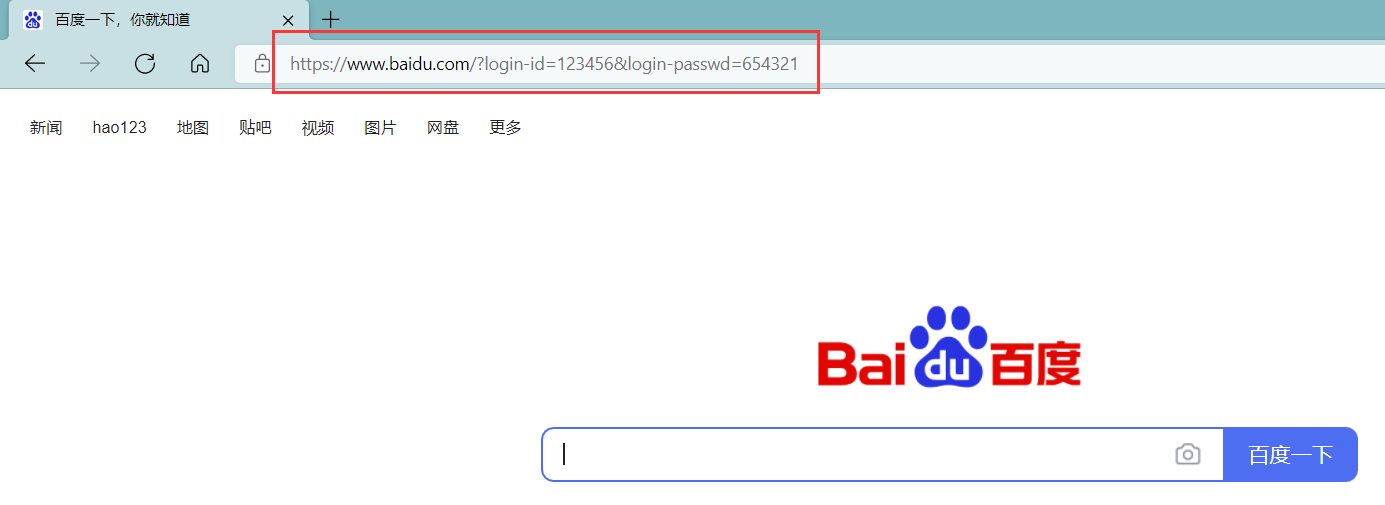 百度一下，你就知道
https://www.baidu.com/?login-id=123456&login-passwd=654321
新闻 hao123 地图 贴吧 视频 图片 网盘 更多
Bai du 百度
百度一下